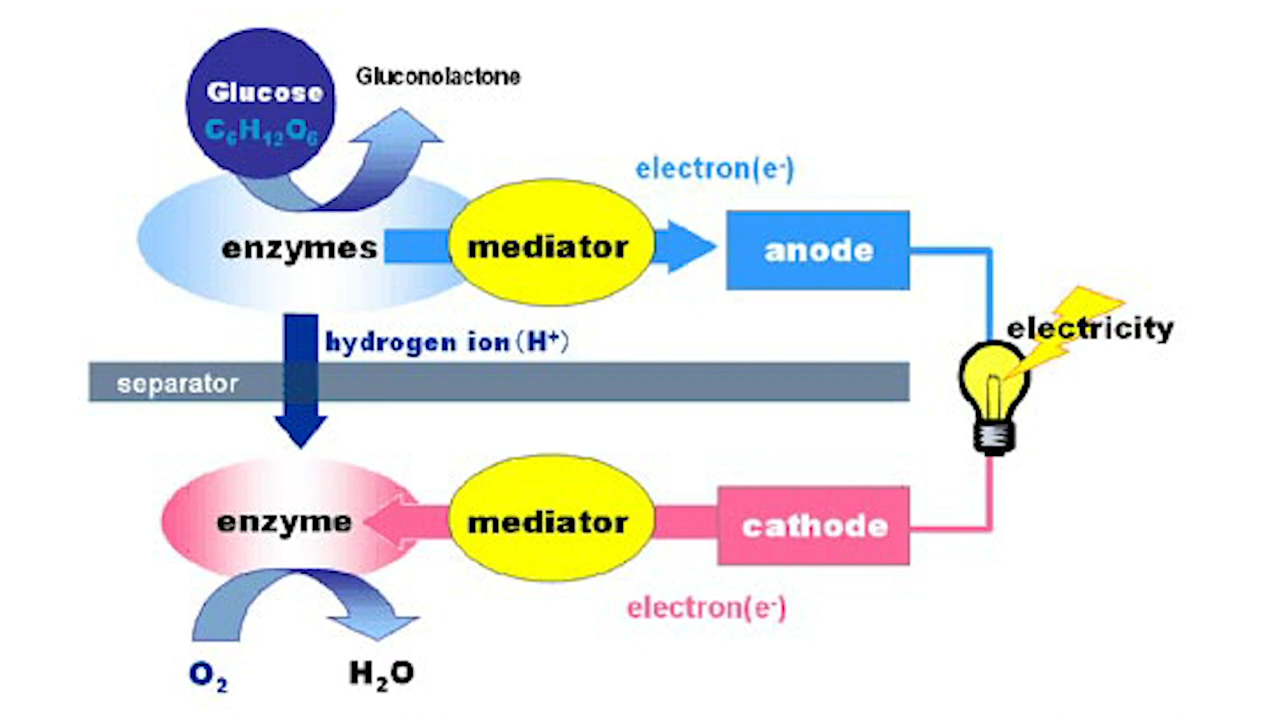 Glucose
C₆H₁₂O₆
Gluconolactone
electron(e-)
enzymes
mediator
anode
electricity
hydrogen ion (H⁺)
separator
enzyme
mediator
cathode
electron(e-)
O₂
H₂O